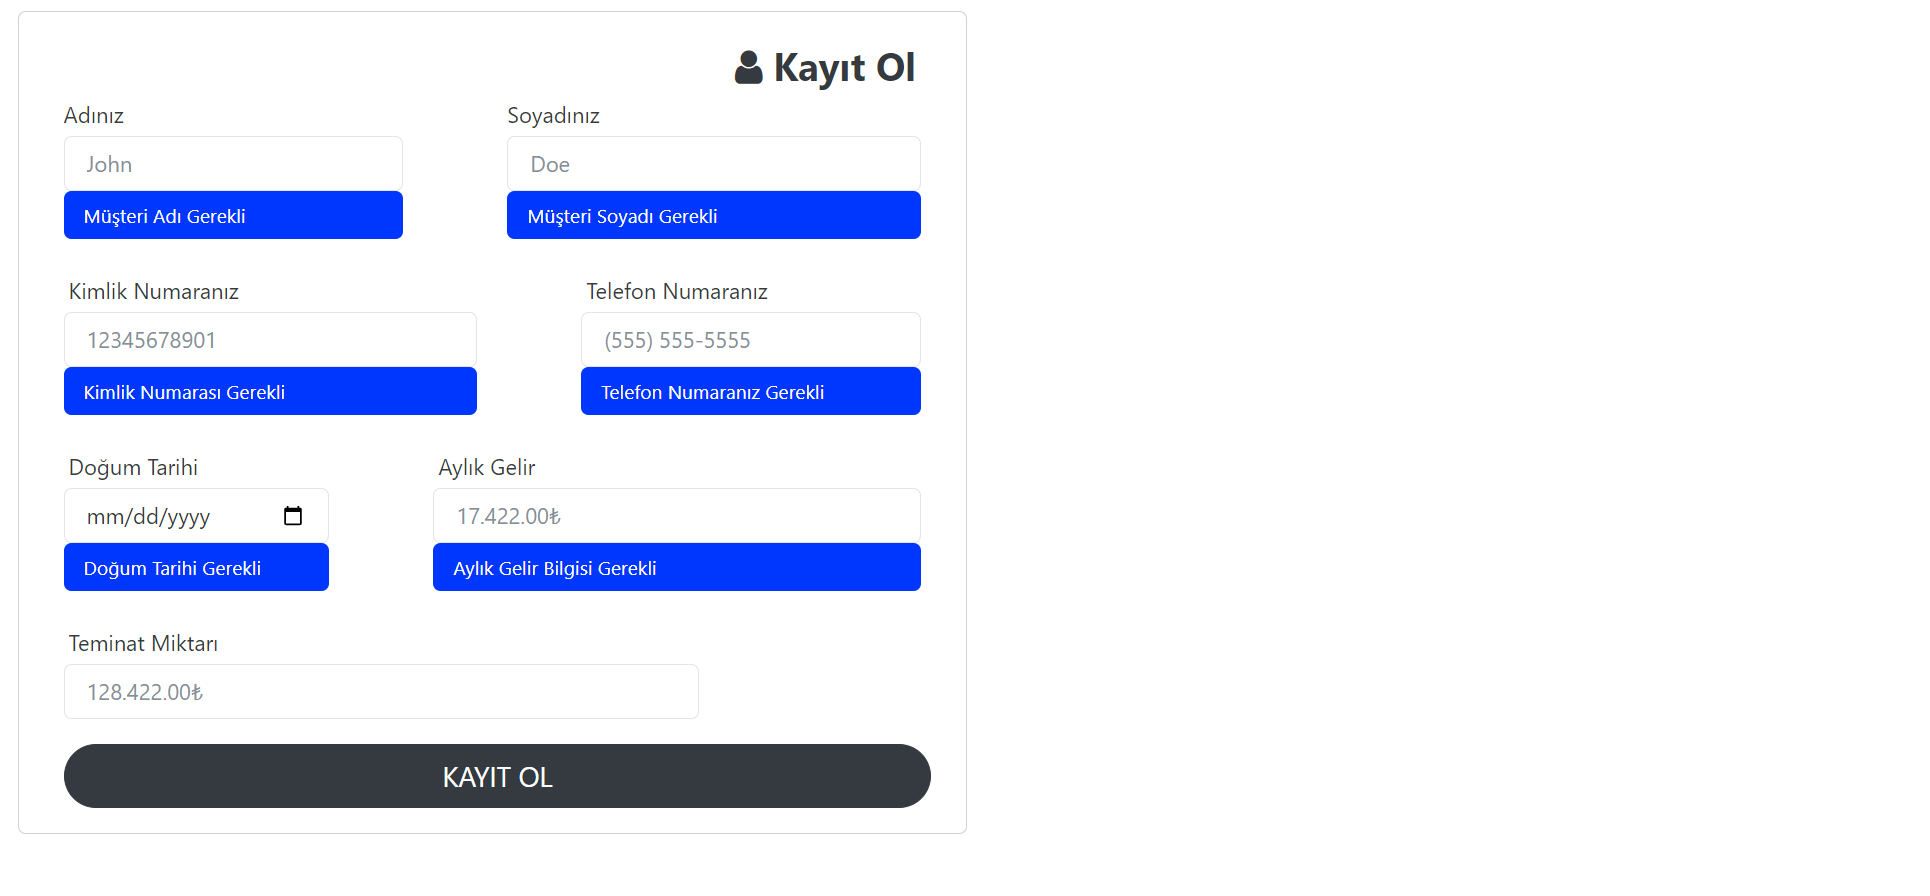 Kayıt Ol
Adınız
Soyadınız
John
Doe
Müşteri Adı Gerekli
Müşteri Soyadı Gerekli
Kimlik Numaranız
Telefon Numaranız
12345678901
(555) 555-5555
Kimlik Numarası Gerekli
Telefon Numaranız Gerekli
Doğum Tarihi
Aylık Gelir
mm/dd/yyyy
17.422.00₺
Doğum Tarihi Gerekli
Aylık Gelir Bilgisi Gerekli
Teminat Miktarı
128.422.00₺
KAYIT OL